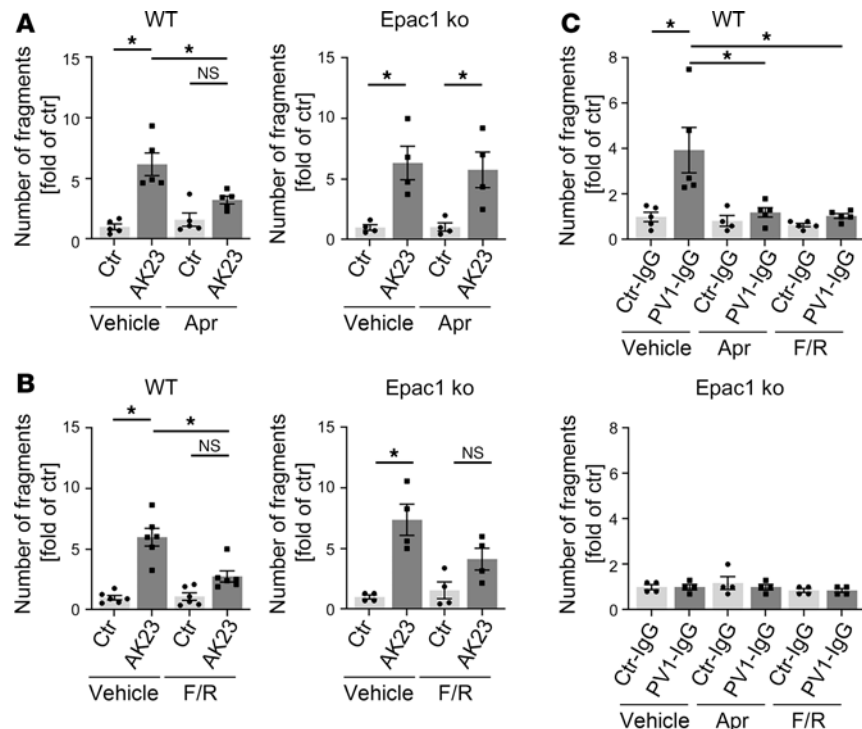 A
WT
Number of fragments
[fold of ctr]
15
10
5
0
*
*
NS
Ctr
AK23
Ctr
AK23
Vehicle
Apr
Epac1 ko
Number of fragments
[fold of ctr]
15
10
5
0
*
*
Ctr
AK23
Ctr
AK23
Vehicle
Apr
C
WT
Number of fragments
[fold of ctr]
8
6
4
2
0
*
*
*
Ctr-IgG
PV1-IgG
Ctr-IgG
PV1-IgG
Ctr-IgG
PV1-IgG
Vehicle
Apr
F/R
B
WT
Number of fragments
[fold of ctr]
15
10
5
0
*
*
NS
Ctr
AK23
Ctr
AK23
Vehicle
F/R
Epac1 ko
Number of fragments
[fold of ctr]
15
10
5
0
*
NS
Ctr
AK23
Ctr
AK23
Vehicle
F/R
Epac1 ko
Number of fragments
[fold of ctr]
8
6
4
2
0
Ctr-IgG
PV1-IgG
Ctr-IgG
PV1-IgG
Ctr-IgG
PV1-IgG
Vehicle
Apr
F/R